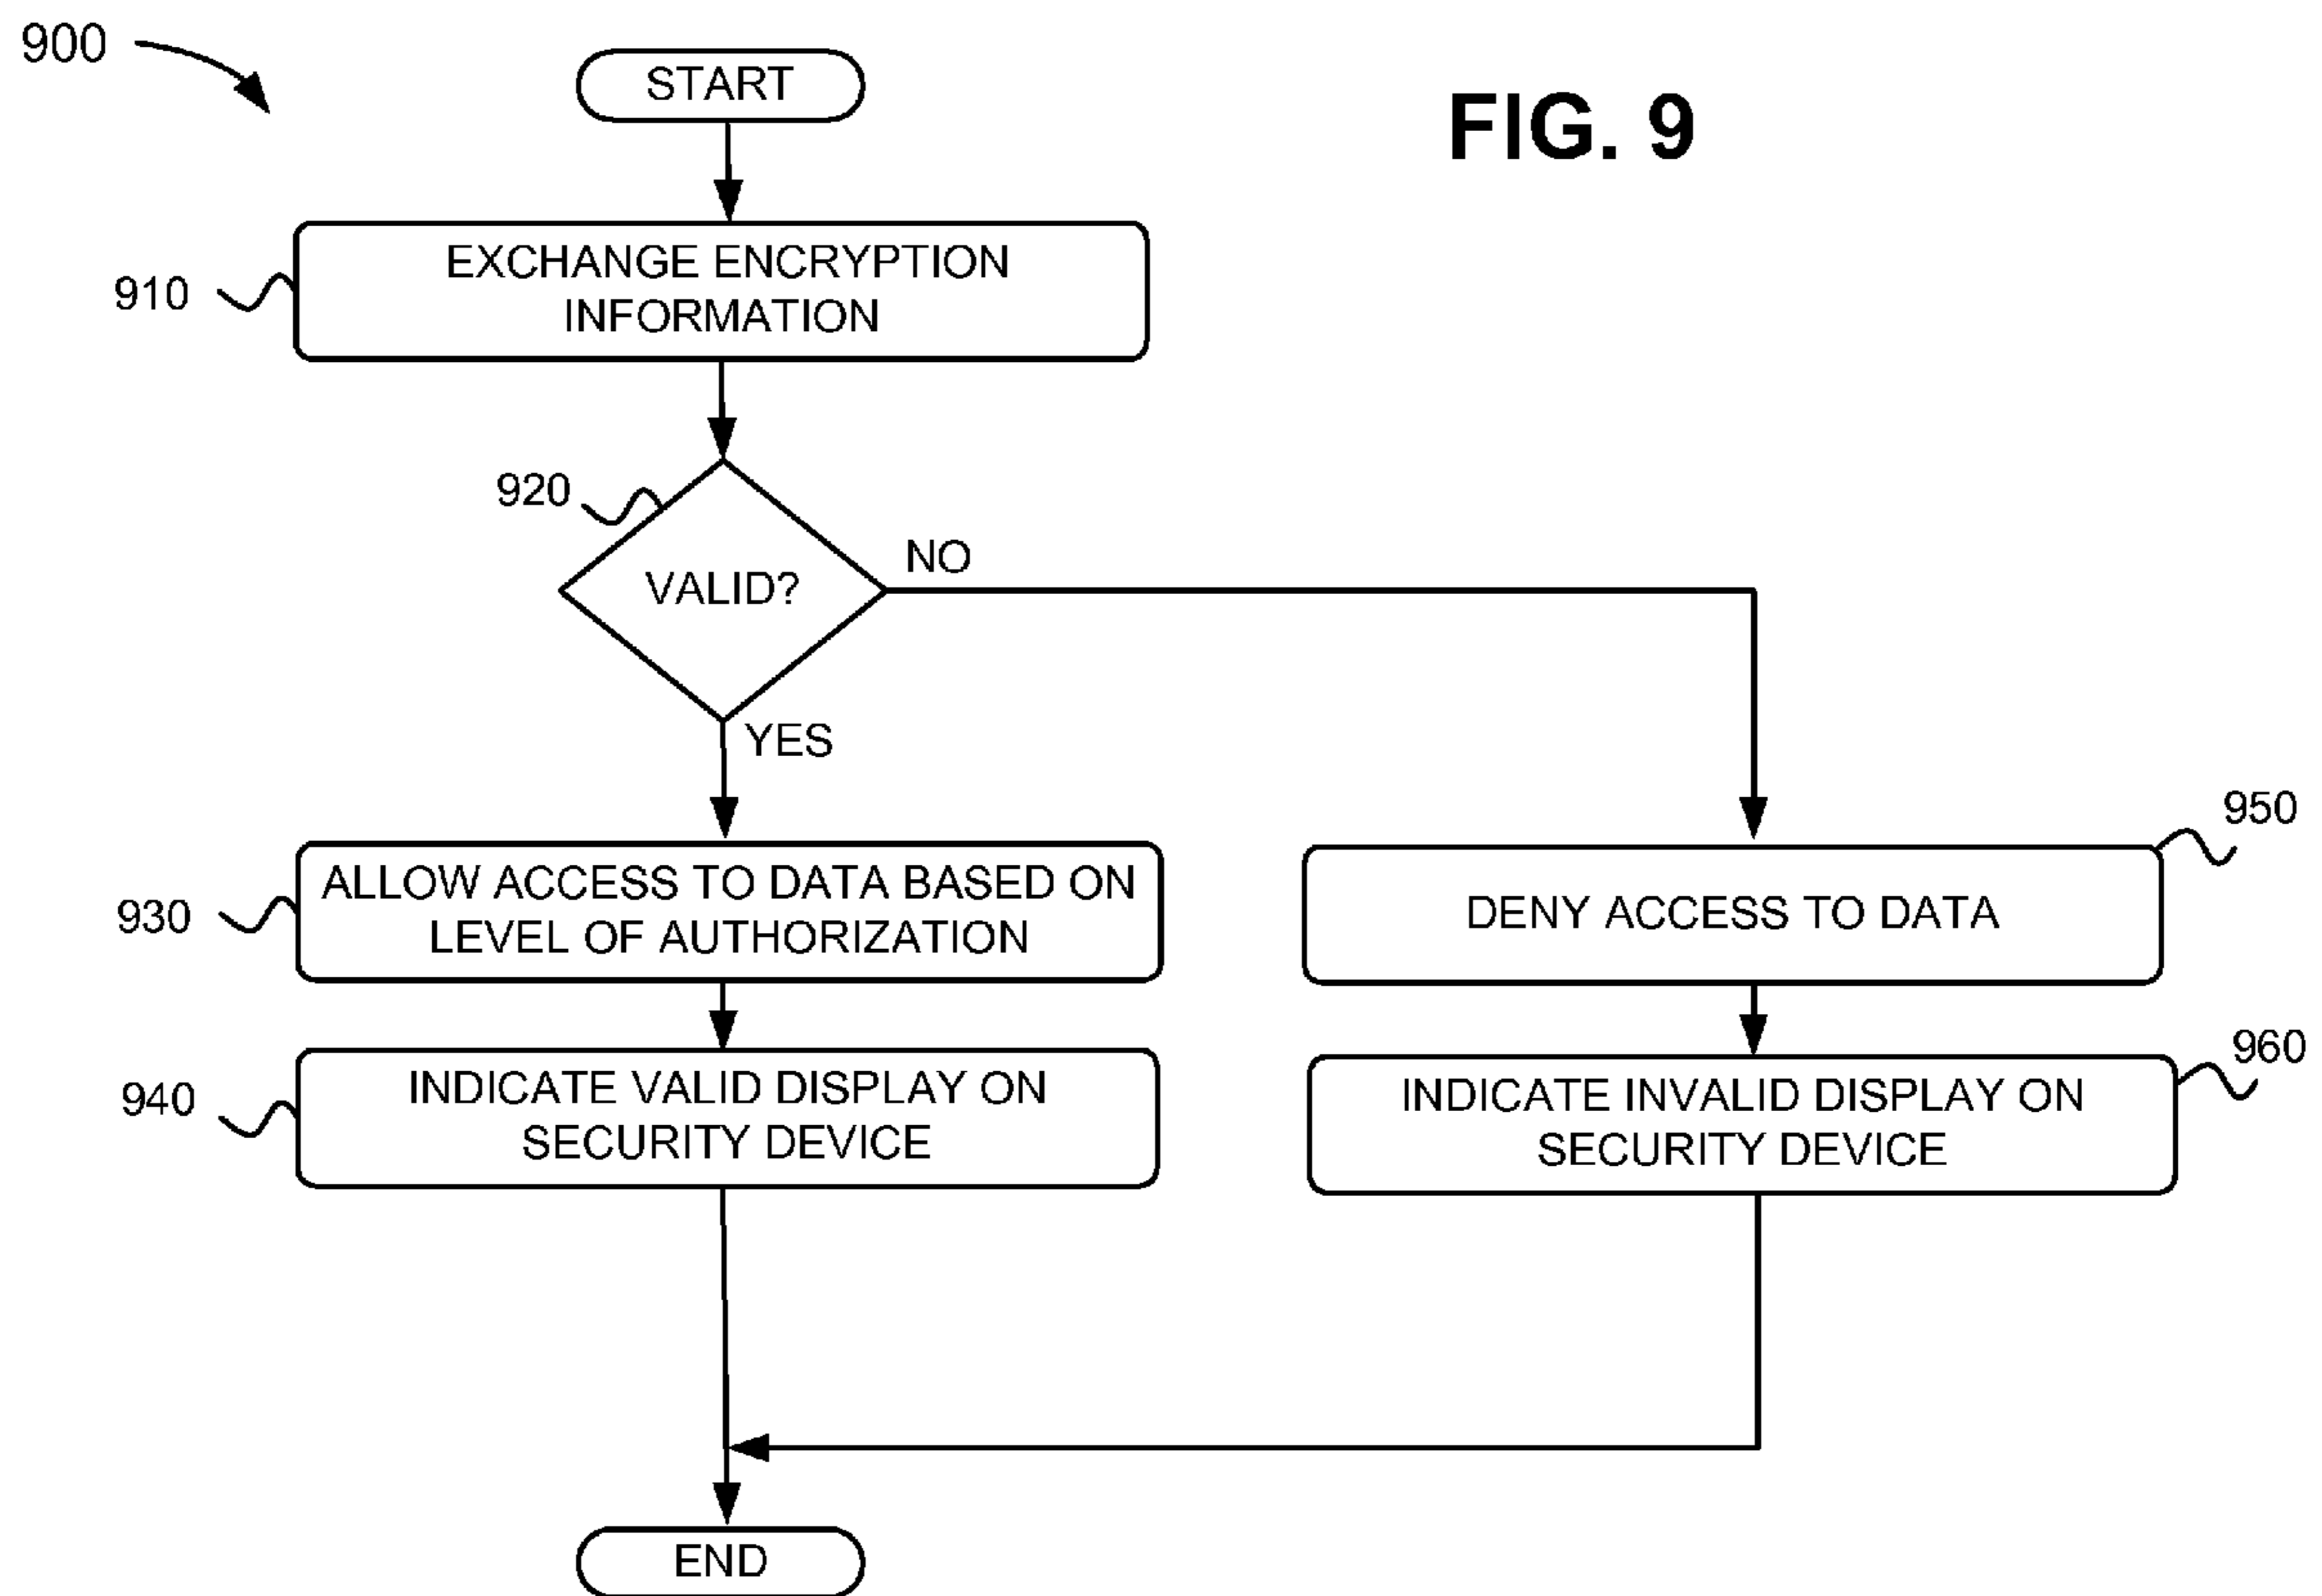 900
START
FIG. 9
910
EXCHANGE ENCRYPTION
INFORMATION
920
VALID?
NO
YES
930
ALLOW ACCESS TO DATA BASED ON
LEVEL OF AUTHORIZATION
950
DENY ACCESS TO DATA
940
INDICATE VALID DISPLAY ON
SECURITY DEVICE
960
INDICATE INVALID DISPLAY ON
SECURITY DEVICE
END